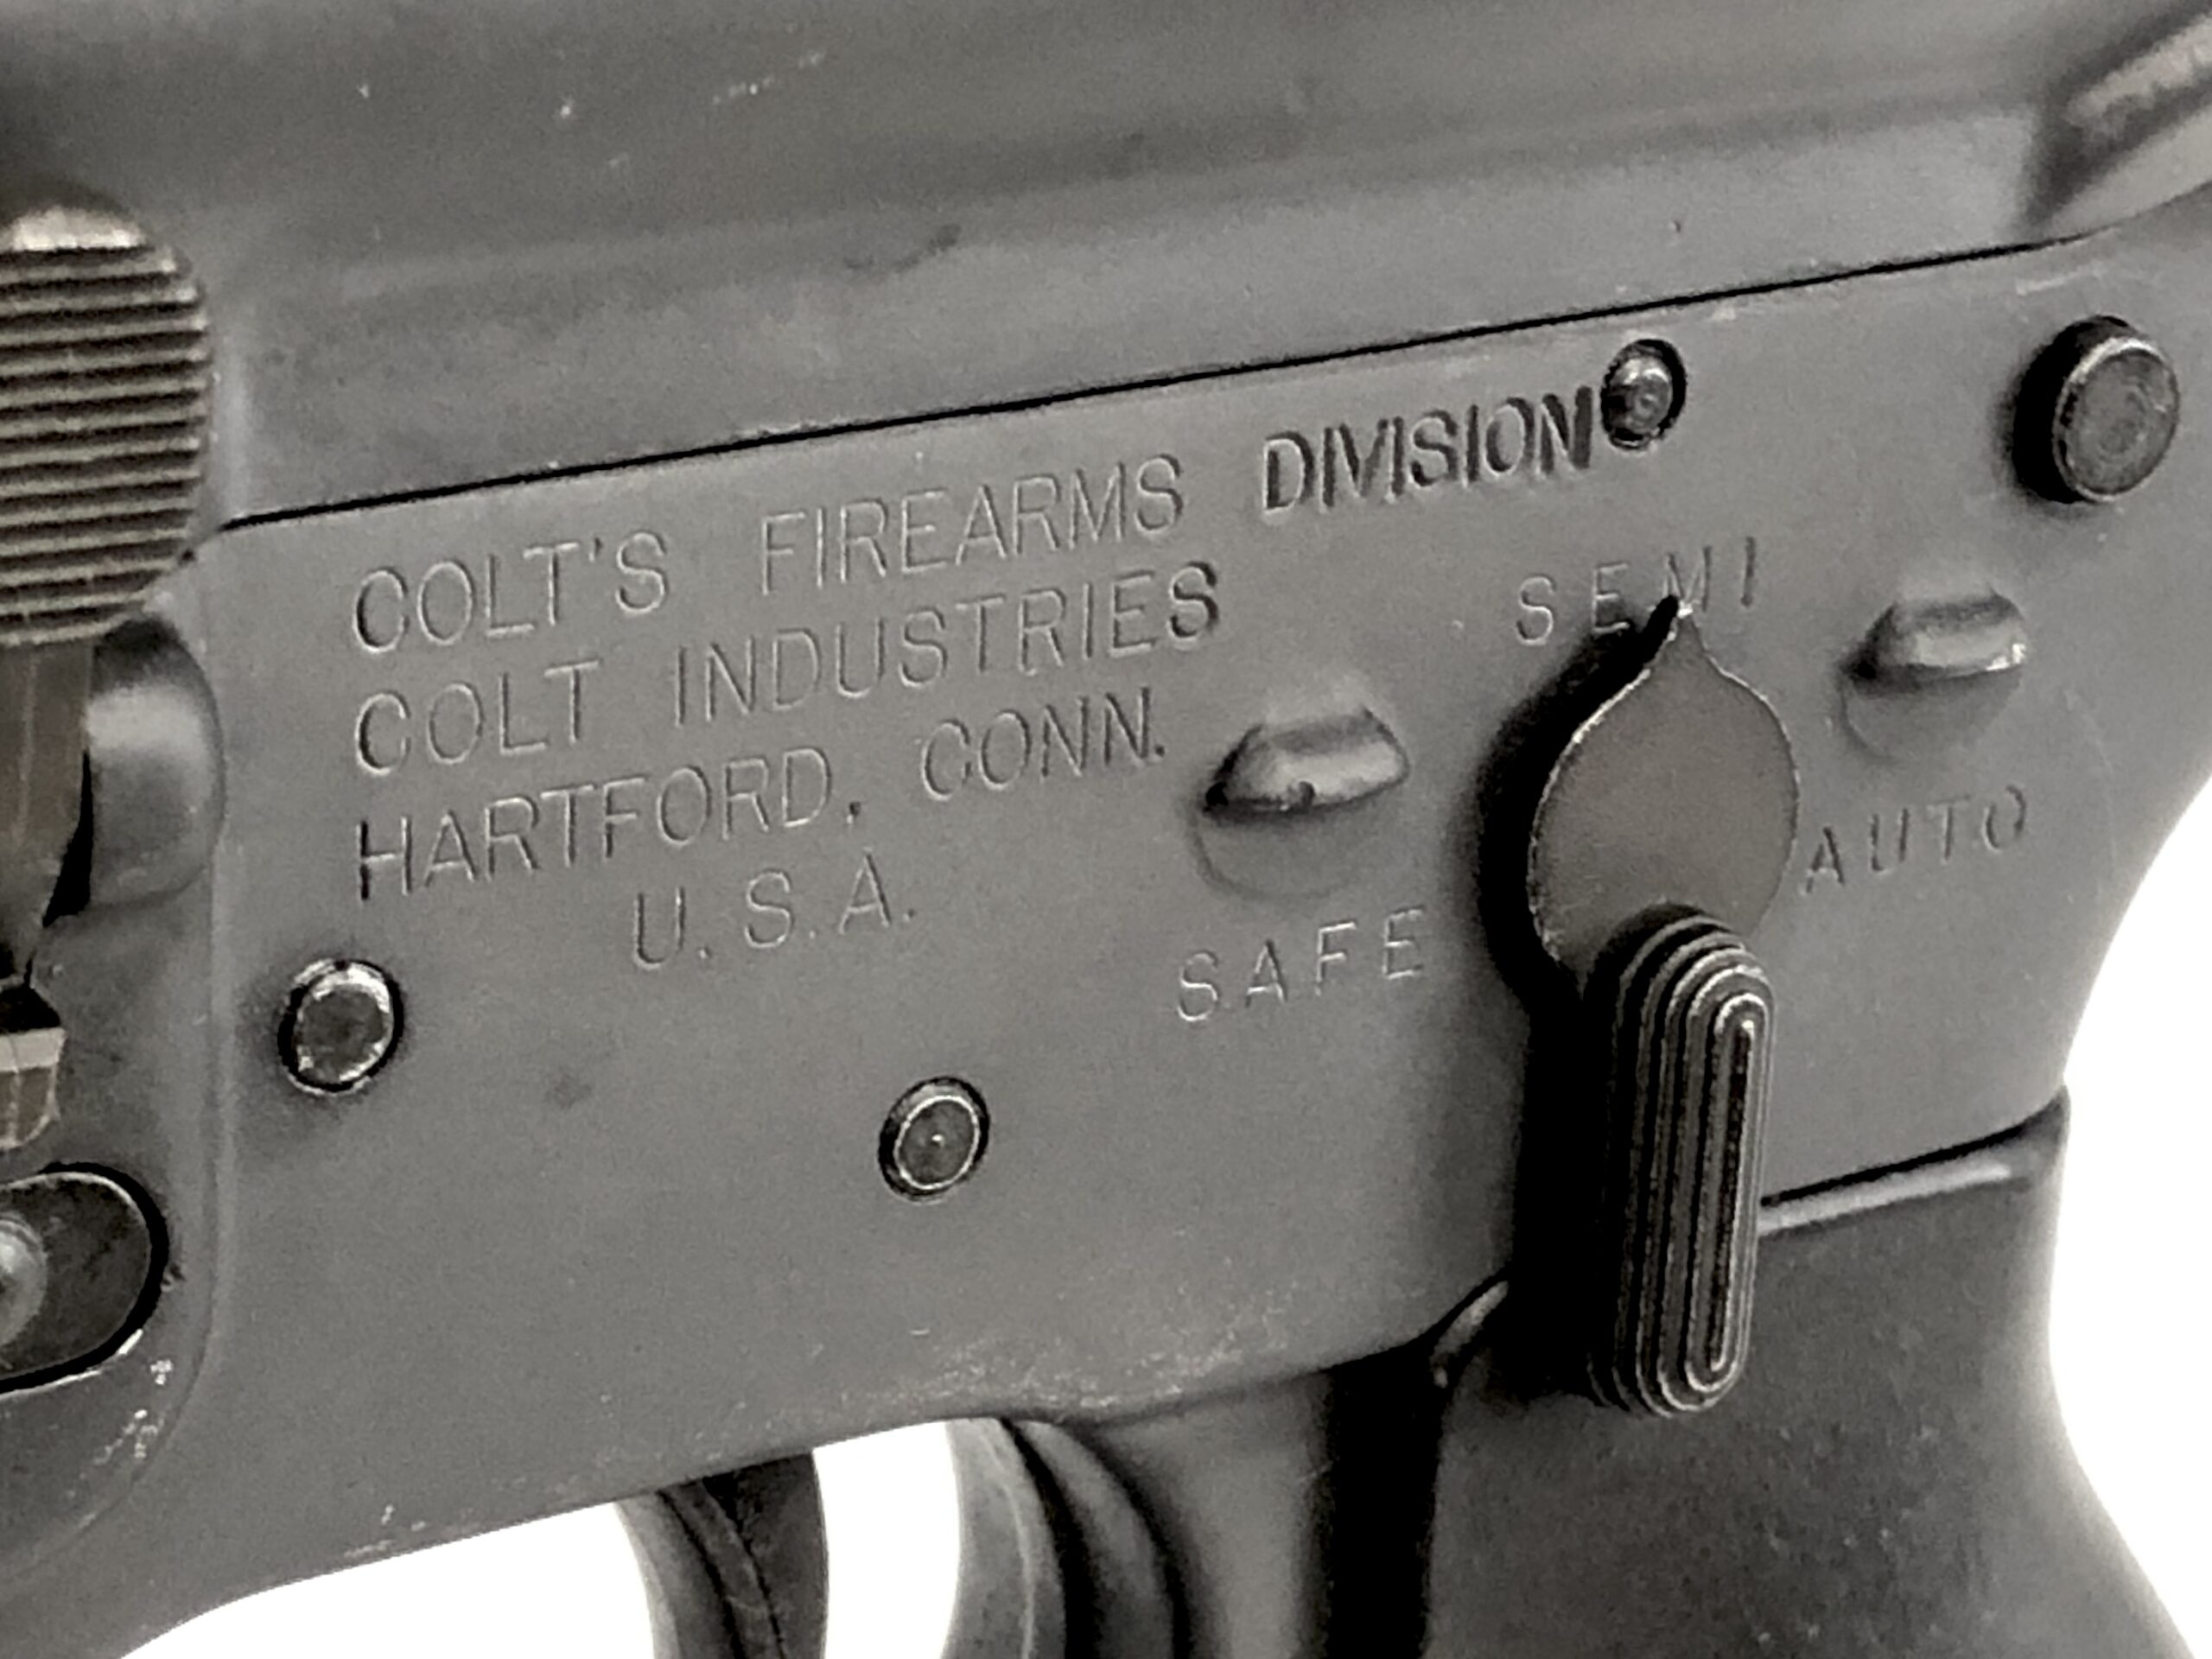 COLT'S FIREARMS DIVISION
COLT INDUSTRIES
HARTFORD, CONN.
U.S.A.
SEMI
SAFE
AUTO